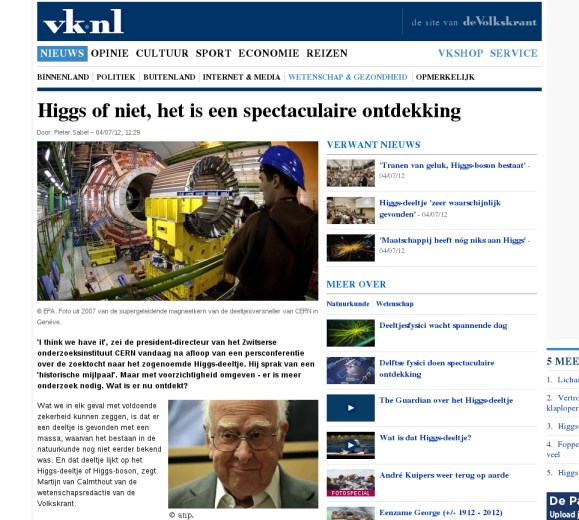 vk•nl
de site van deVolkskrant
NIEUWS OPINIE CULTUUR SPORT ECONOMIE REIZEN
VKSHOP SERVICE
BINNENLAND POLITIEK BUITENLAND INTERNET & MEDIA WETENSCHAP & GEZONDHEID OPMERKELIJK
Higgs of niet, het is een spectaculaire ontdekking
Door: Pieter Sabel – 04/07/12, 11:29
© EPA. Foto uit 2007 van de supergeleidende magneetkern van de deeltjesversneller van CERN in
Genève.
'I think we have it', zei de president-directeur van het Zwitserse
onderzoeksinstituut CERN vandaag na afloop van een persconferentie
over de zoektocht naar het zogenoemde Higgs-deeltje. Hij sprak van een
'historische mijlpaal'. Maar met voorzichtigheid omgeven - er is meer
onderzoek nodig. Wat is er nu ontdekt?
Wat we in elk geval met voldoende
zekerheid kunnen zeggen, is dat er
een deeltje is gevonden met een
massa, waarvan het bestaan in de
natuurkunde nog niet eerder bekend
was. En dat deeltje lijkt op het
Higgs-deeltje of Higgs-boson, zegt
Martijn van Calmthout van de
wetenschapsredactie van de
Volkskrant.
© anp.
VERWANT NIEUWS
'Tranen van geluk, Higgs-boson bestaat' -
04/07/12
Higgs-deeltje 'zeer waarschijnlijk
gevonden' - 04/07/12
'Maatschappij heeft nóg niks aan Higgs' -
04/07/12
MEER OVER
Natuurkunde Wetenschap
Deeltjesfysici wacht spannende dag
Delftse fysici doen spectaculaire
ontdekking
The Guardian over het Higgs-deeltje
Wat is dat Higgs-deeltje?
André Kuipers weer terug op aarde
FOTOSPECIAL
Eenzame George (+/- 1912 - 2012)
5 MEE
1. Licha
2. Vertro
klaploper
3. Higgs-
4. Foppe
veel
5. Higgs
De Pa
Upload j